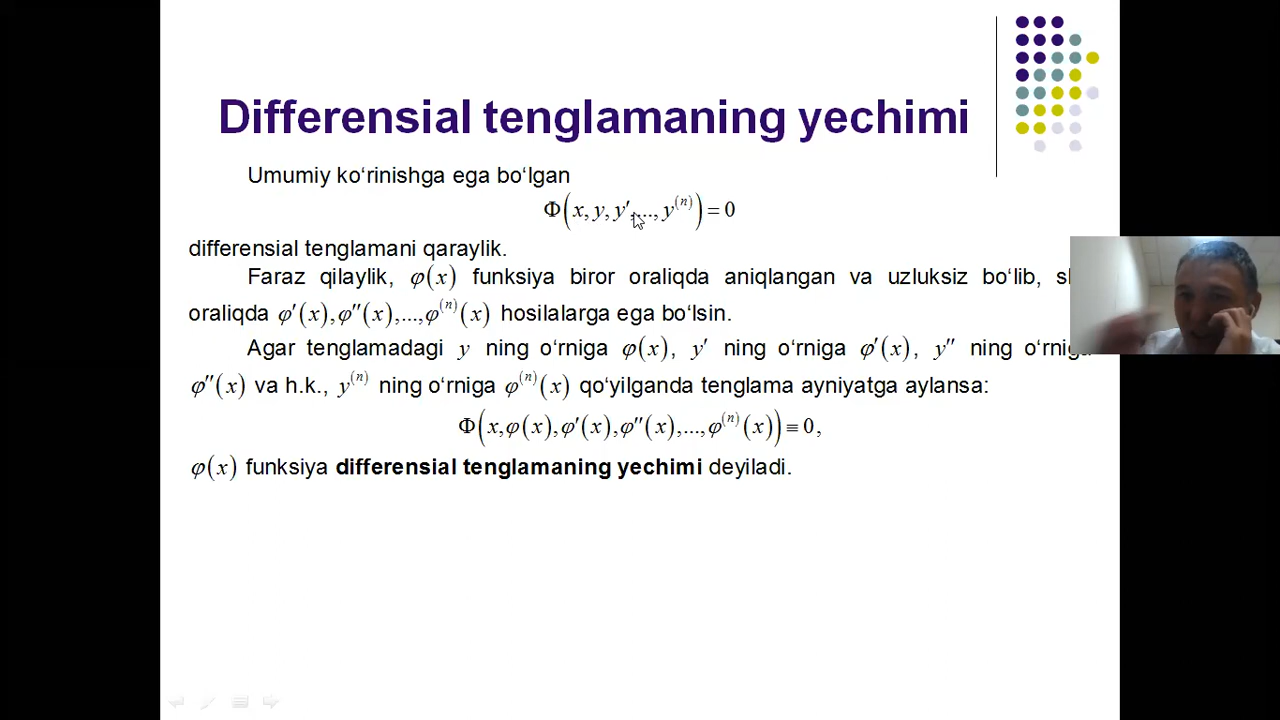 Differensial tenglamaning yechimi
Umumiy ko‘rinishga ega bo‘lgan
Φ(x, y, y′,..., y⁽ⁿ⁾) = 0
differensial tenglamani qaraylik.
Faraz qilaylik, φ(x) funksiya biror oraliqda aniqlangan va uzluksiz bo‘lib,
oraliqda φ′(x), φ″(x),..., φ⁽ⁿ⁾(x) hosilalarga ega bo‘lsin.
Agar tenglamadagi y ning o‘rniga φ(x), y′ ning o‘rniga φ′(x), y″ ning o‘rniga
φ″(x) va h.k., y⁽ⁿ⁾ ning o‘rniga φ⁽ⁿ⁾(x) qo‘yilganda tenglama ayniyatga aylansa:
Φ(x, φ(x), φ′(x), φ″(x),..., φ⁽ⁿ⁾(x)) ≡ 0,
φ(x) funksiya differensial tenglamaning yechimi deyiladi.